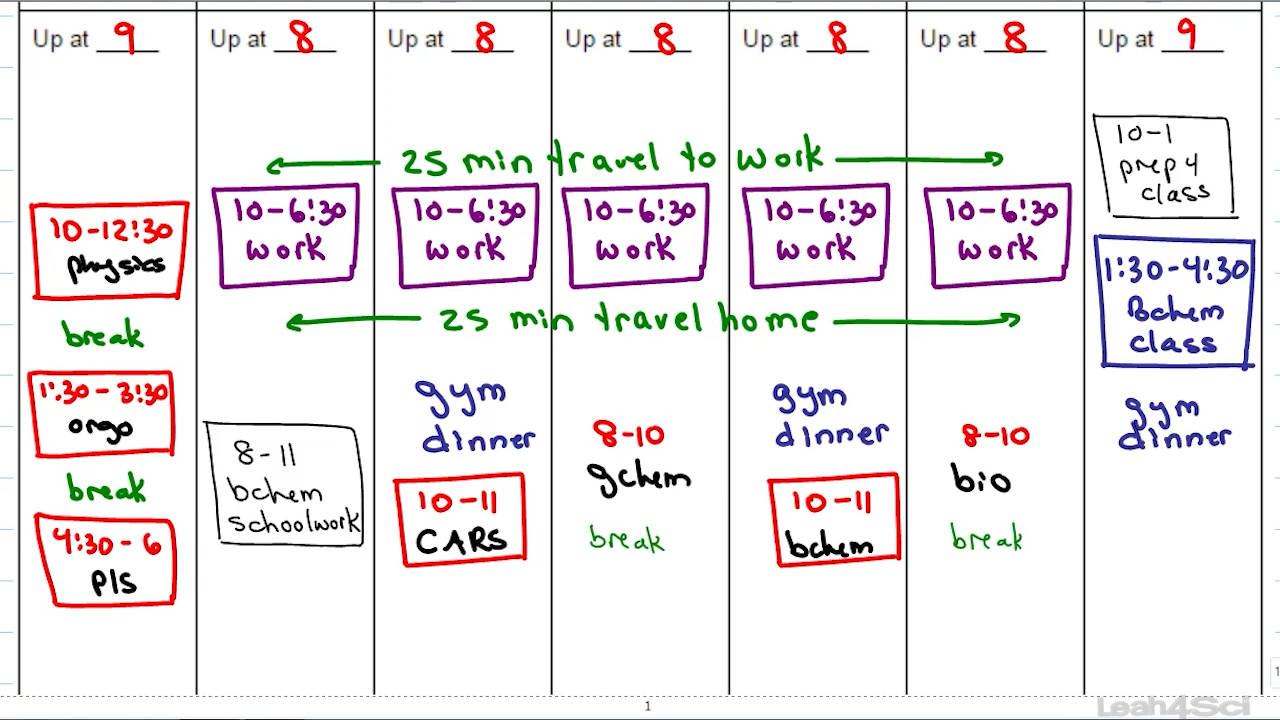 Up at 9
Up at 8
Up at 8
Up at 8
Up at 8
Up at 8
Up at 9
25 min travel to work
25 min travel home
10-12:30
physics
break
1:30-3:30
orgo
break
4:30-6
P/S
10-6:30
work
8-11
bchem
schoolwork
10-6:30
work
gym
dinner
10-11
CARS
10-6:30
work
8-10
gchem
break
10-6:30
work
gym
dinner
10-11
bchem
10-6:30
work
8-10
bio
break
10-1
prep 4
class
1:30-4:30
Bchem
class
gym
dinner
1
1
Leah4Sci